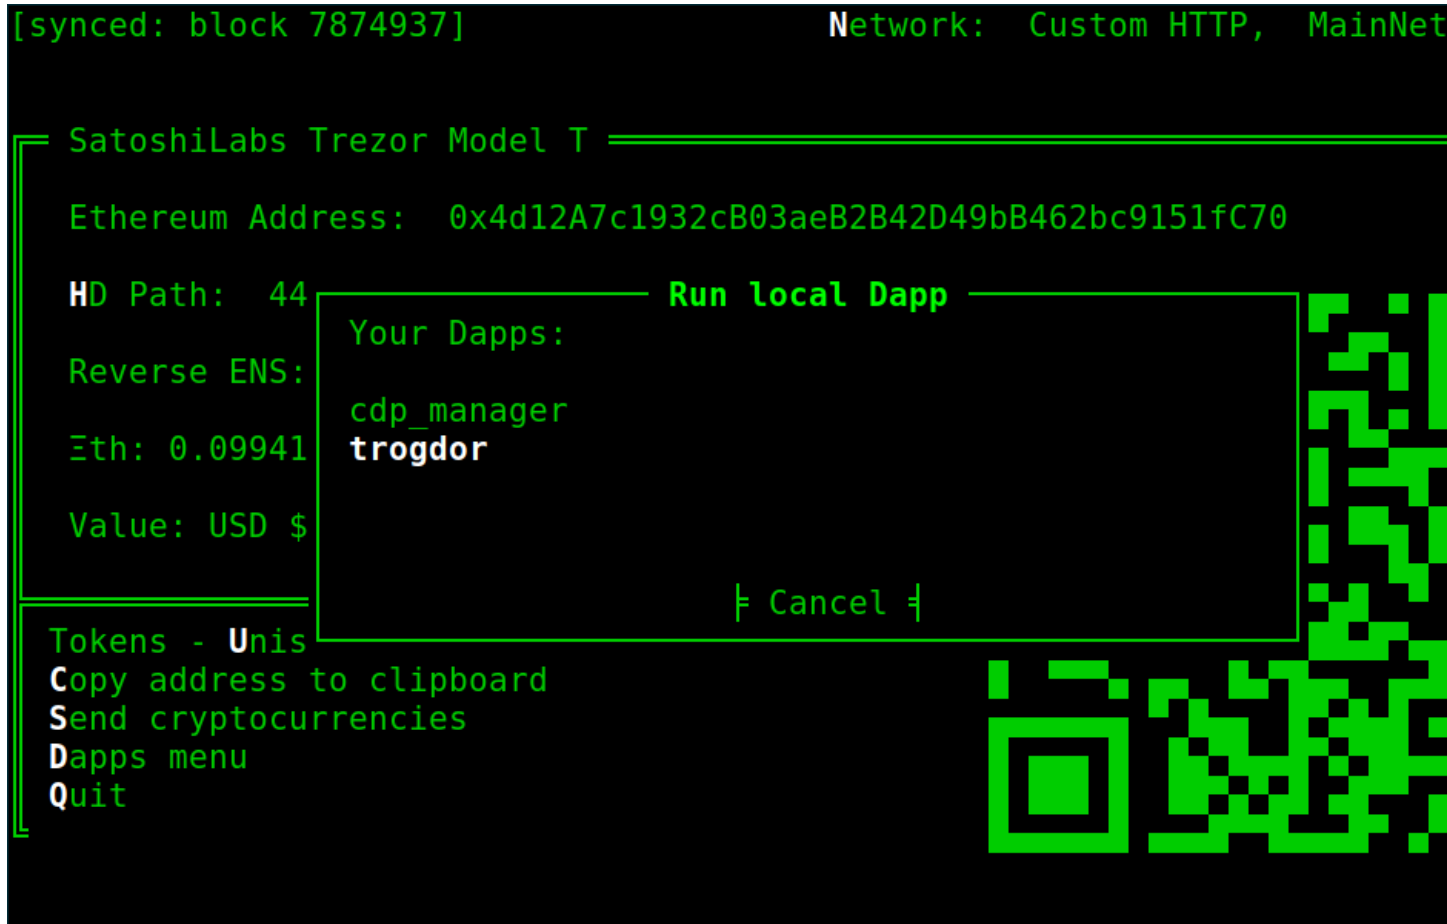 [synced: block 7874937] Network: Custom HTTP, MainNet
SatoshiLabs Trezor Model T
Ethereum Address: 0x4d12A7c1932cB03aeB2B42D49bB462bc9151fC70
HD Path: 44
Run local Dapp
Your Dapps:
Reverse ENS:
cdp_manager
Ξth: 0.09941
trogdor
Value: USD $
Cancel
Tokens - Unis
Copy address to clipboard
Send cryptocurrencies
Dapps menu
Quit